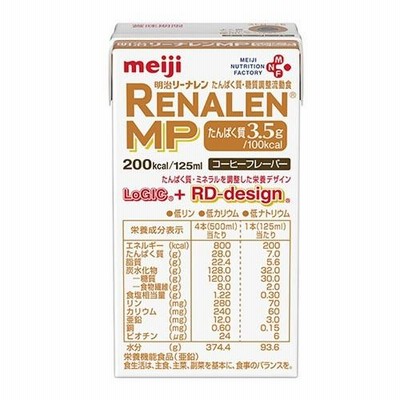 meiji
MEIJI
NUTRITION
FACTORY
M
N
F
明治リーナレン たんぱく質・糖質調整流動食
RENALEN®
MP
たんぱく質 3.5g
/100kcal
200kcal/125ml コーヒーフレーバー
たんぱく質・ミネラルを調整した栄養デザイン
LoGIC® + RD-design®
●低リン ●低カリウム ●低ナトリウム
栄養成分表示 4本(500ml)当たり 1本(125ml)当たり
エネルギー (kcal) 800 200
たんぱく質 (g) 28.0 7.0
脂質 (g) 22.4 5.6
炭水化物 (g) 128.0 32.0
―糖質 (g) 120.0 30.0
―食物繊維 (g) 8.0 2.0
食塩相当量 (g) 1.22 0.30
リン (mg) 280 70
カリウム (mg) 240 60
亜鉛 (mg) 12.0 3.0
銅 (mg) 0.60 0.15
ビオチン (μg) 24 6
水分 (g) 374.4 93.6
栄養機能食品(亜鉛)
食生活は、主食、主菜、副菜を基本に、食事のバランスを。